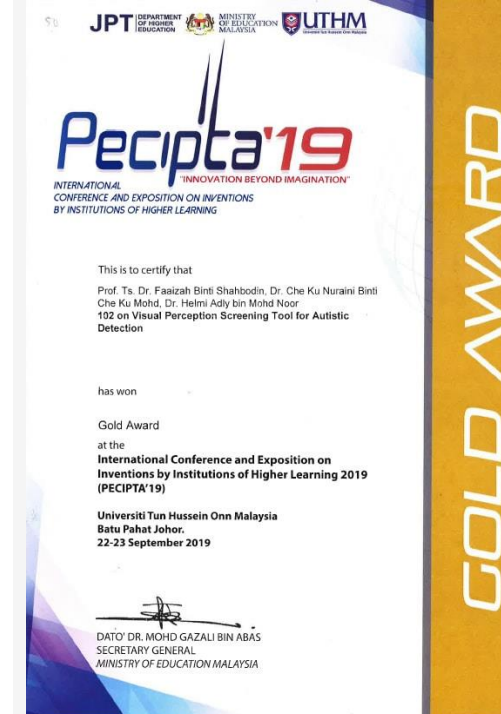 JPT DEPARTMENT OF HIGHER EDUCATION
MINISTRY OF EDUCATION MALAYSIA
UTHM
Universiti Tun Hussein Onn Malaysia
Pecipta'19
"INNOVATION BEYOND IMAGINATION"
INTERNATIONAL
CONFERENCE AND EXPOSITION ON INVENTIONS
BY INSTITUTIONS OF HIGHER LEARNING
This is to certify that
Prof. Ts. Dr. Faaizah Binti Shahbodin, Dr. Che Ku Nuraini Binti
Che Ku Mohd, Dr. Helmi Adly bin Mohd Noor
102 on Visual Perception Screening Tool for Autistic
Detection
has won
Gold Award
at the
International Conference and Exposition on
Inventions by Institutions of Higher Learning 2019
(PECIPTA'19)
Universiti Tun Hussein Onn Malaysia
Batu Pahat Johor.
22-23 September 2019
DATO' DR. MOHD GAZALI BIN ABAS
SECRETARY GENERAL
MINISTRY OF EDUCATION MALAYSIA
GOLD AWARD